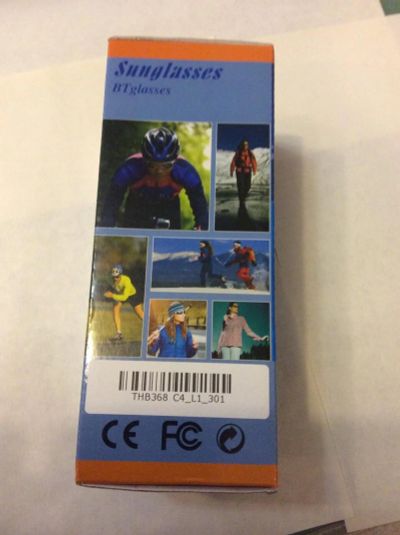 Sunglasses
BTglasses
THB368 C4_L1_301
CE FC